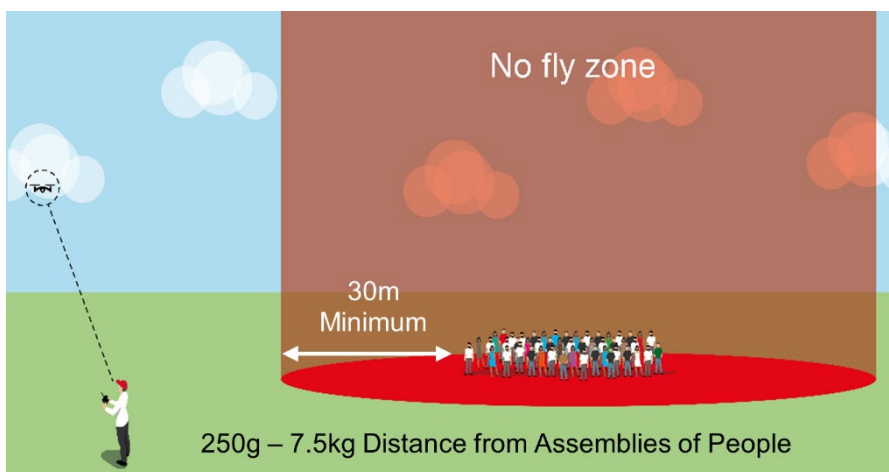 No fly zone
30m
Minimum
250g – 7.5kg Distance from Assemblies of People